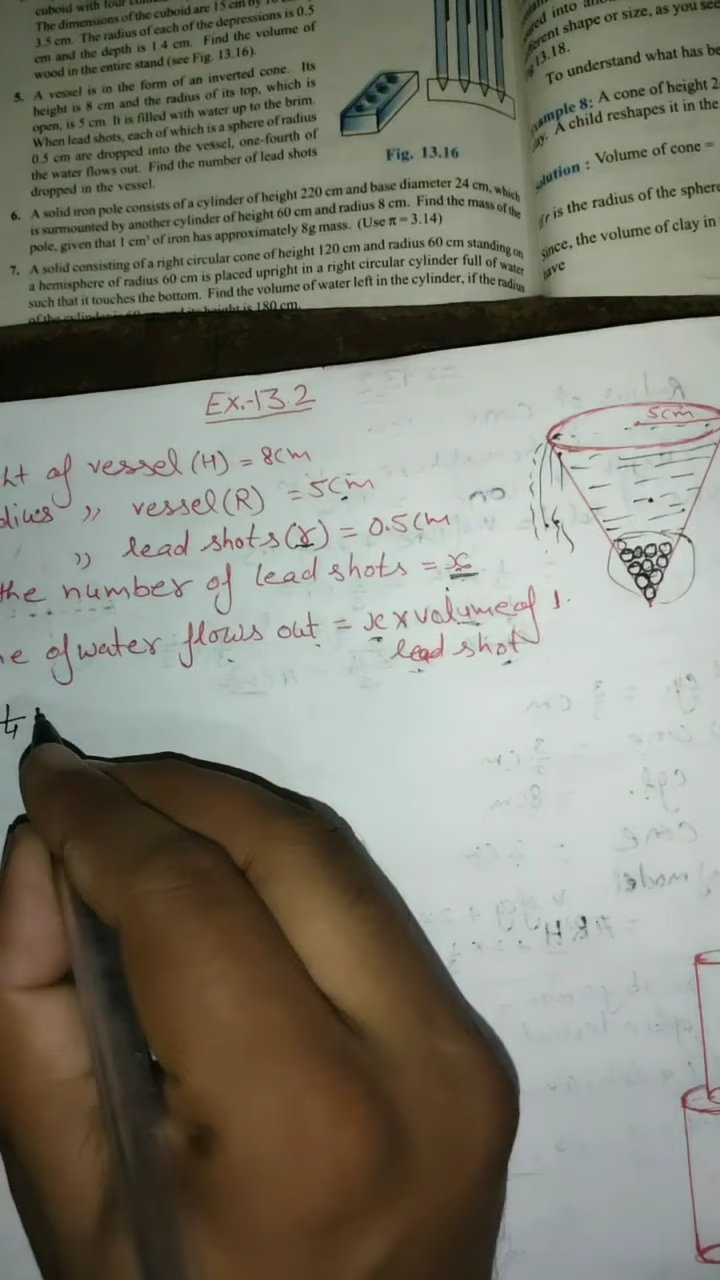 The dimensions of the cuboid are 15 cm by 10
3.5 cm. The radius of each of the depressions is 0.5
cm and the depth is 1.4 cm. Find the volume of
wood in the entire stand (see Fig. 13.16).
5. A vessel is in the form of an inverted cone. Its
height is 8 cm and the radius of its top, which is
open, is 5 cm. It is filled with water up to the brim.
When lead shots, each of which is a sphere of radius
0.5 cm are dropped into the vessel, one-fourth of
the water flows out. Find the number of lead shots
dropped in the vessel.
Fig. 13.16
6. A solid iron pole consists of a cylinder of height 220 cm and base diameter 24 cm, which
is surmounted by another cylinder of height 60 cm and radius 8 cm. Find the mass of the
pole, given that 1 cm³ of iron has approximately 8g mass. (Use π = 3.14)
7. A solid consisting of a right circular cone of height 120 cm and radius 60 cm standing on
a hemisphere of radius 60 cm is placed upright in a right circular cylinder full of water
such that it touches the bottom. Find the volume of water left in the cylinder, if the radius
height is 180 cm.
shape or size, as you see
13.18.
To understand what has be
ample 8: A cone of height 2
ay. A child reshapes it in the
olution : Volume of cone =
r is the radius of the sphere
Since, the volume of clay in
ave
Ex.-13.2
ht of vessel (H) = 8cm
dius " vessel (R) = 5cm
" lead shots (r) = 0.5cm
the number of lead shots = x
e of water flows out = x x volume of 1
lead shot
1/4
5cm